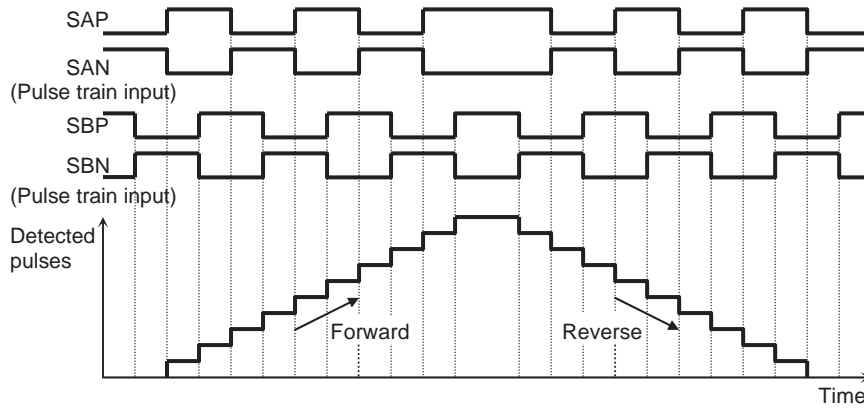 SAP
SAN
(Pulse train input)
SBP
SBN
(Pulse train input)
Detected
pulses
Forward
Reverse
Time